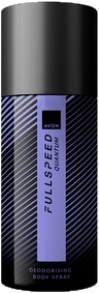 AVON
FULLSPEED
QUANTUM
DEODORISING
BODY SPRAY